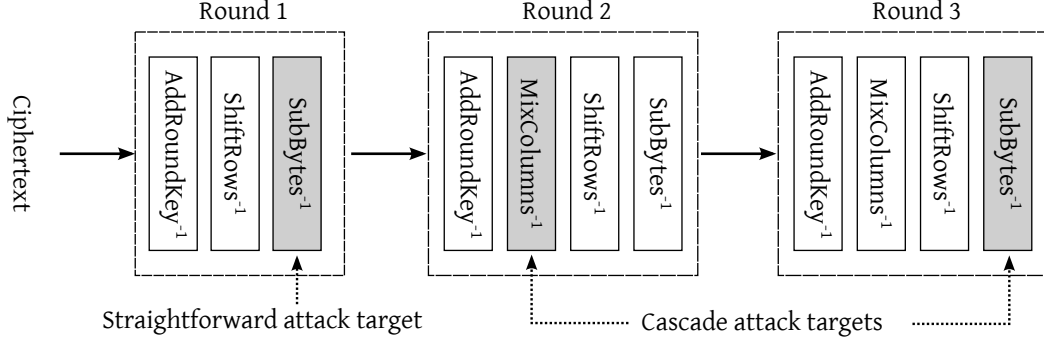 Round 1
Round 2
Round 3
Ciphertext
AddRoundKey⁻¹
ShiftRows⁻¹
SubBytes⁻¹
AddRoundKey⁻¹
MixColumns⁻¹
ShiftRows⁻¹
SubBytes⁻¹
AddRoundKey⁻¹
MixColumns⁻¹
ShiftRows⁻¹
SubBytes⁻¹
Straightforward attack target
Cascade attack targets